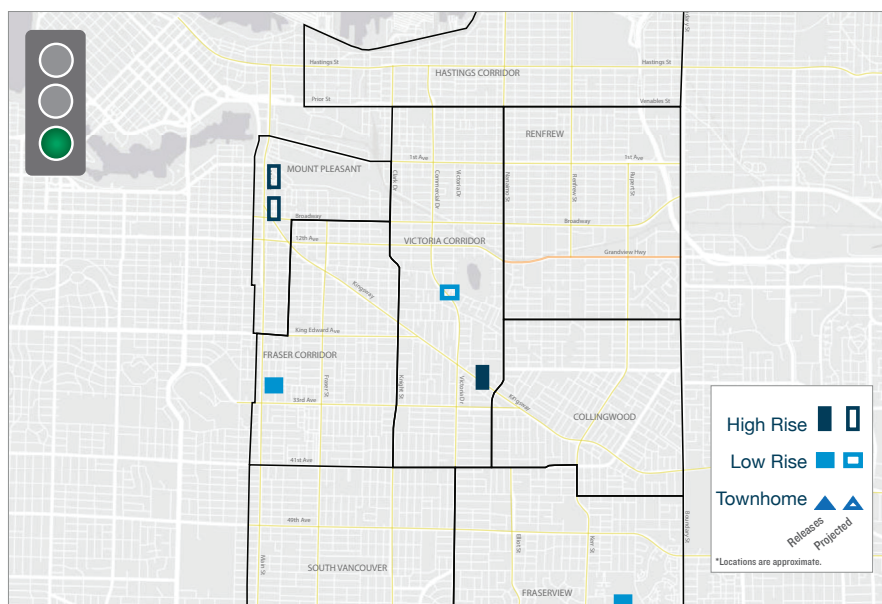 Hastings St
Hastings St
HASTINGS CORRIDOR
Prior St
Venables St
RENFREW
1st Ave
1st Ave
MOUNT PLEASANT
Clark Dr
Commercial Dr
Victoria Dr
Nanaimo St
Renfrew St
Rupert St
Broadway
Broadway
12th Ave
VICTORIA CORRIDOR
Grandview Hwy
Kingsway
King Edward Ave
FRASER CORRIDOR
Fraser St
Knight St
Victoria Dr
33rd Ave
Kingsway
COLLINGWOOD
41st Ave
49th Ave
Main St
Elliott St
Kerr St
Boundary St
SOUTH VANCOUVER
FRASERVIEW
High Rise
Low Rise
Townhome
Releases
Projected
*Locations are approximate.